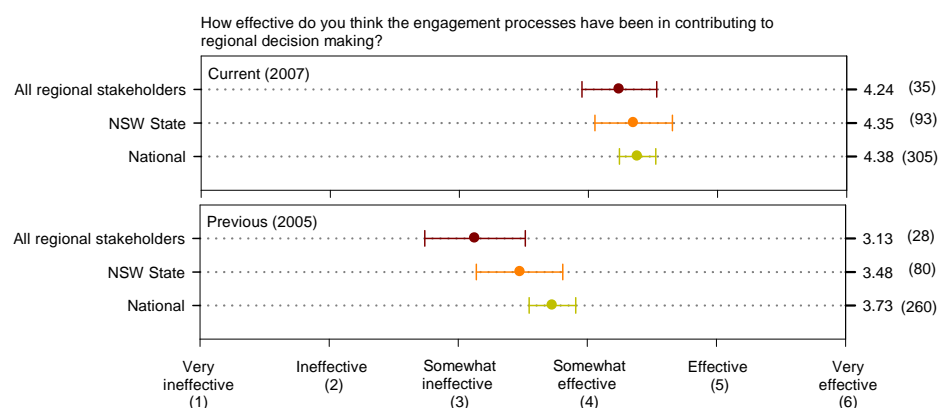 How effective do you think the engagement processes have been in contributing to
regional decision making?
Current (2007)
All regional stakeholders 4.24 (35)
NSW State 4.35 (93)
National 4.38 (305)
Previous (2005)
All regional stakeholders 3.13 (28)
NSW State 3.48 (80)
National 3.73 (260)
Very Ineffective Somewhat Somewhat Effective Very
ineffective (2) ineffective effective (5) effective
(1) (3) (4) (6)